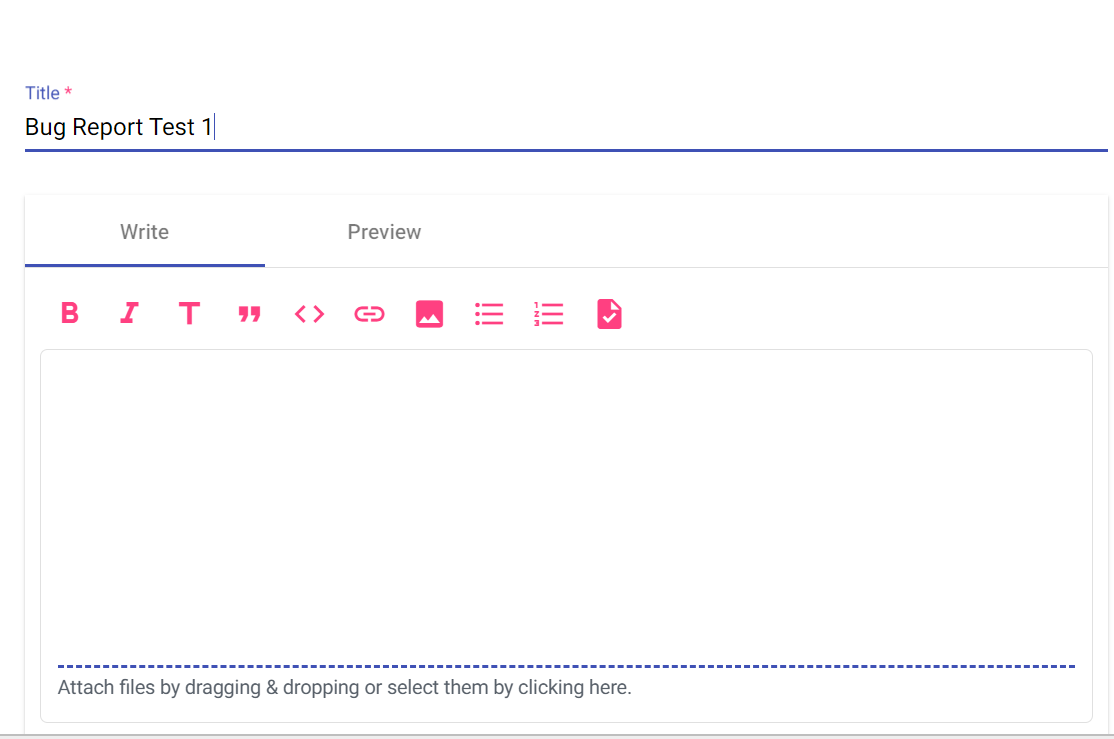 Title *
Bug Report Test 1
Write Preview
Attach files by dragging & dropping or select them by clicking here.